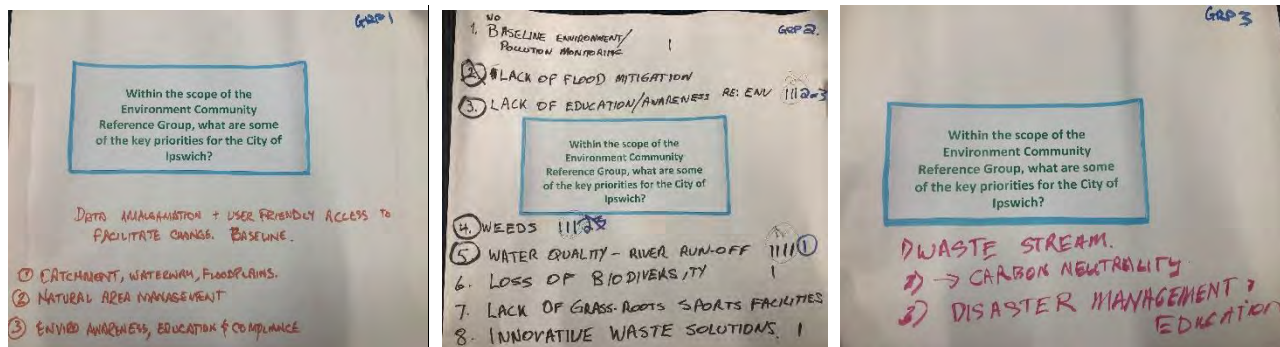 GRP 1
Within the scope of the
Environment Community
Reference Group, what are some
of the key priorities for the City of
Ipswich?
DATA AMALGAMATION + USER FRIENDLY ACCESS TO
FACILITATE CHANGE. BASELINE.
① CATCHMENT, WATERWAY, FLOODPLAINS.
② NATURAL AREA MANAGEMENT
③ ENVIRO AWARENESS, EDUCATION & COMPLIANCE
GRP 2.
NO
1. BASELINE ENVIRONMENT/
POLLUTION MONITORING I
② LACK OF FLOOD MITIGATION
③ LACK OF EDUCATION/AWARENESS RE: ENV III 2-3
Within the scope of the
Environment Community
Reference Group, what are some
of the key priorities for the City of
Ipswich?
④ WEEDS III
⑤ WATER QUALITY - RIVER RUN-OFF IIII ①
6. LOSS OF BIODIVERSITY I
7. LACK OF GRASS-ROOTS SPORTS FACILITIES
8. INNOVATIVE WASTE SOLUTIONS. I
GRP 3
Within the scope of the
Environment Community
Reference Group, what are some
of the key priorities for the City of
Ipswich?
1) WASTE STREAM.
2) → CARBON NEUTRALITY
3) DISASTER MANAGEMENT,
EDUCATION